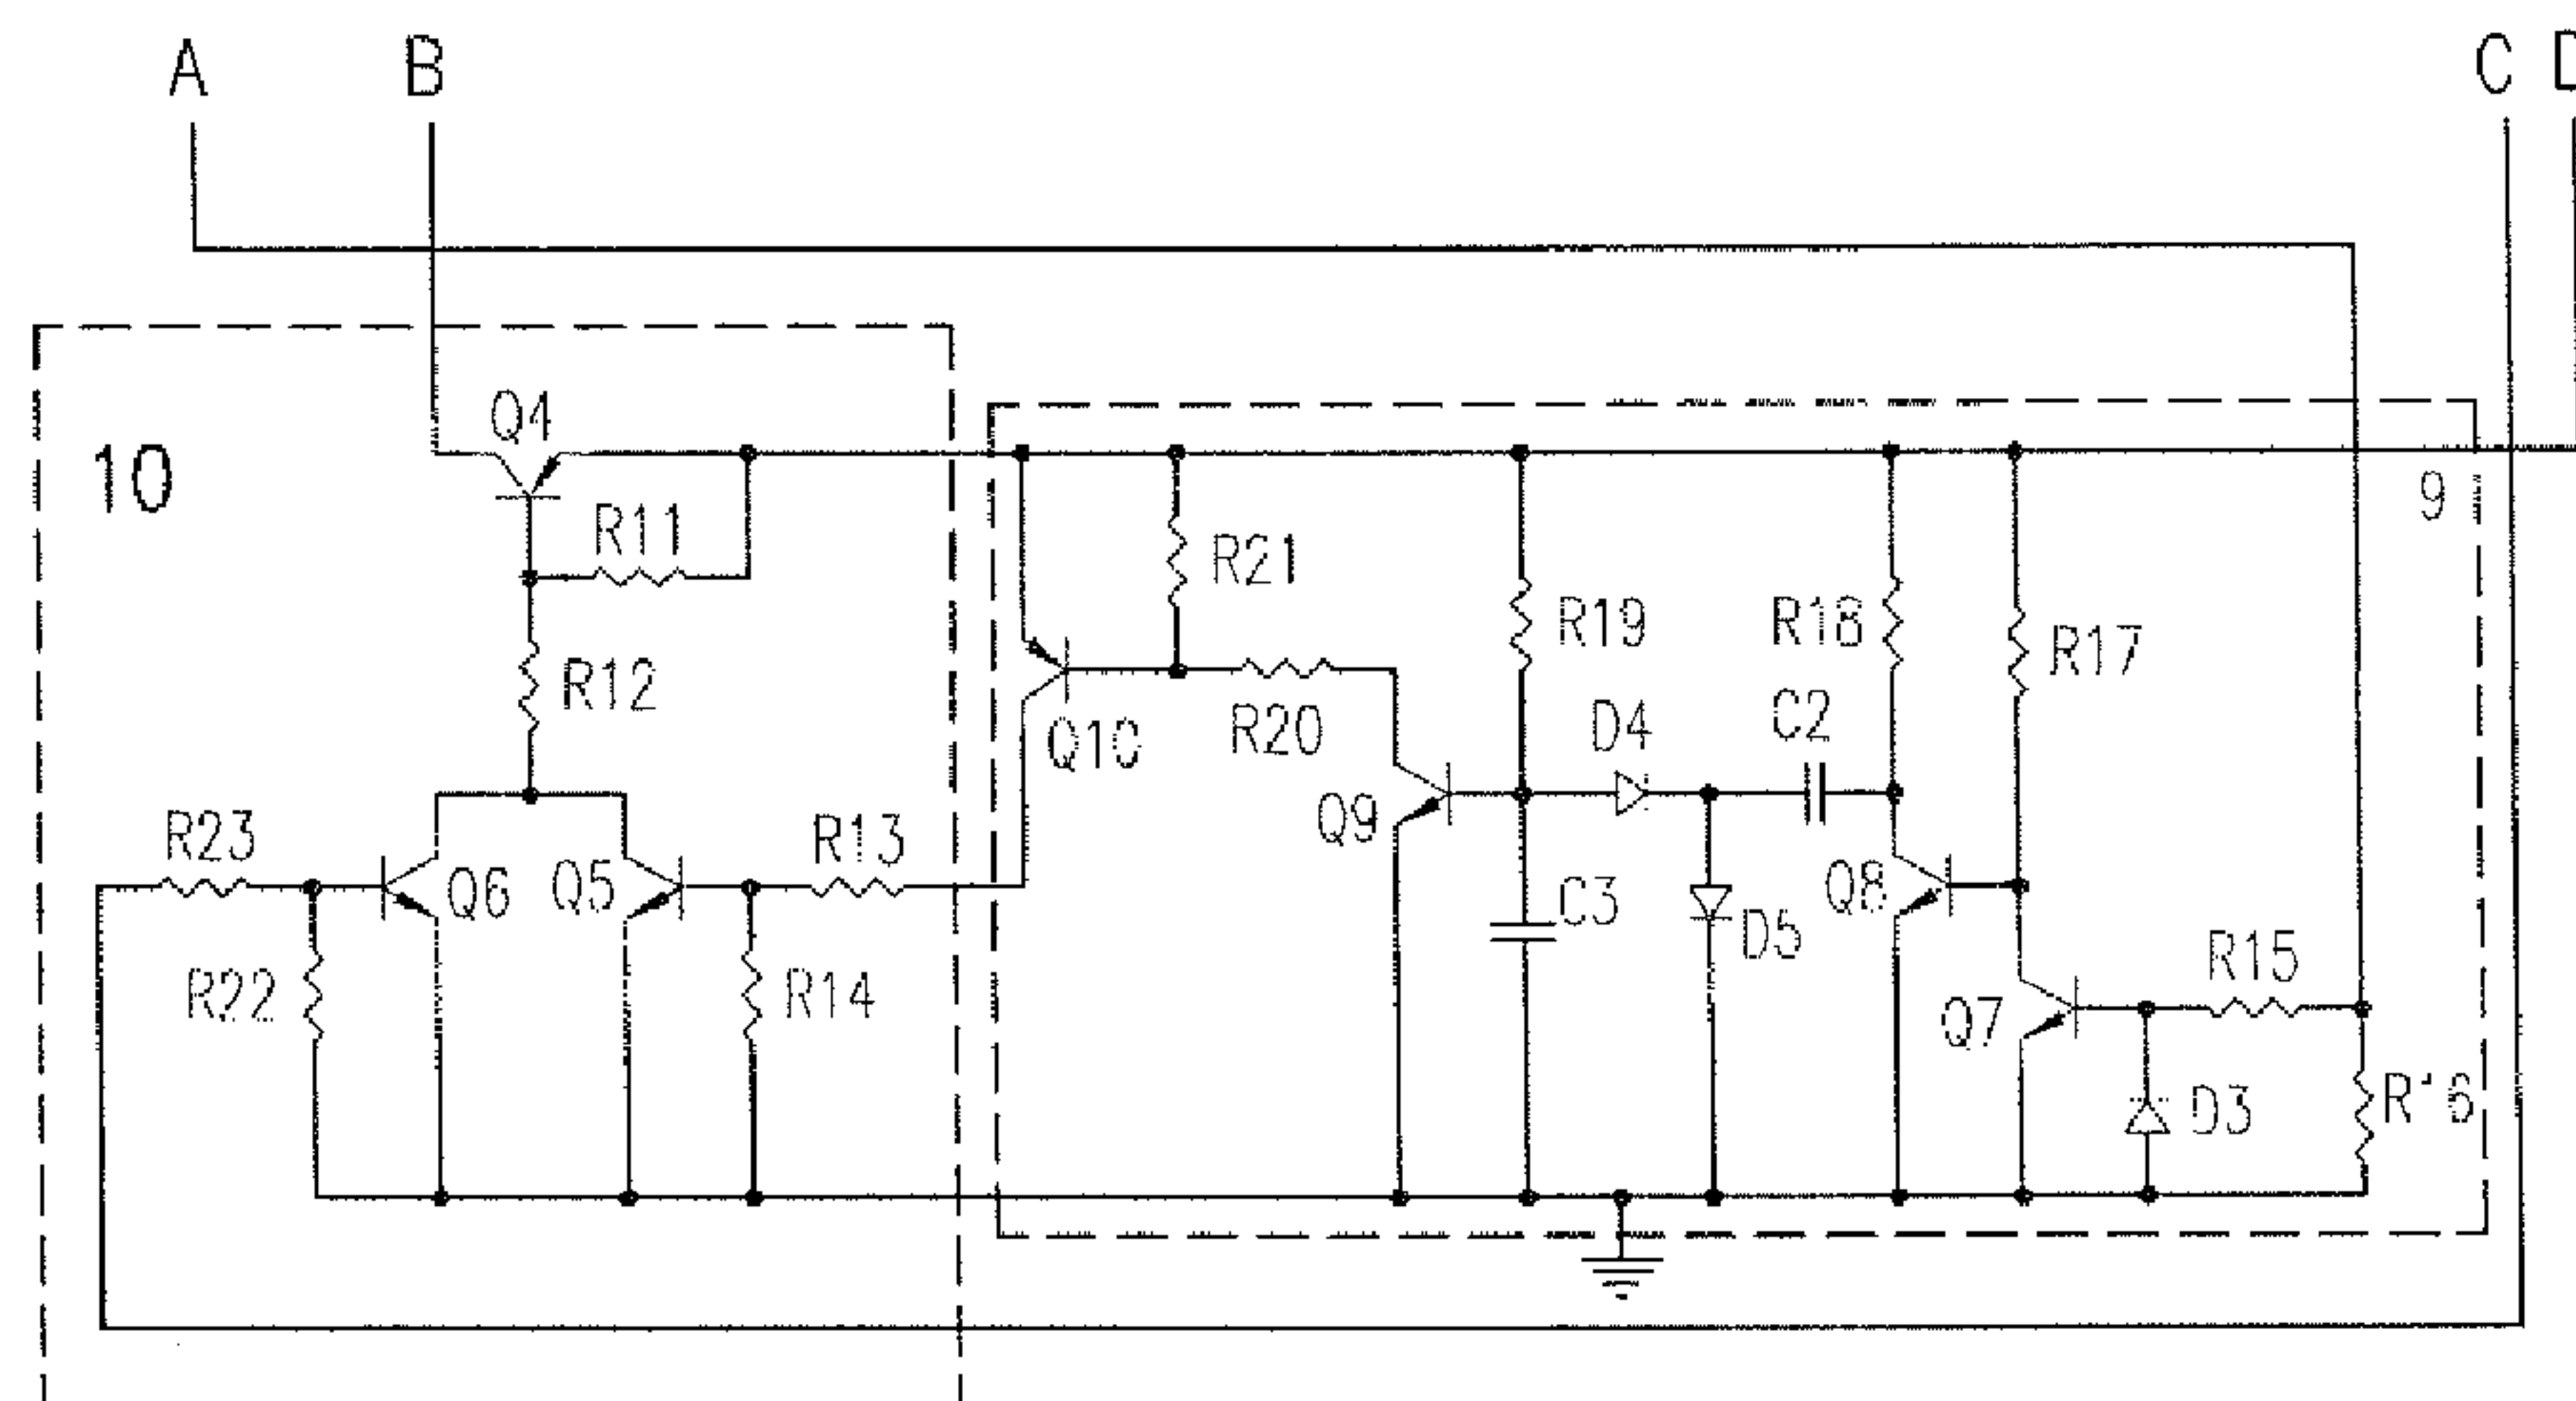 A B C D
Q4
10 9
R11 R21
R19 R18 R17
R12 Q10 R20 D4 C2
R23 R13 Q9
Q6 Q5 C3 D5 Q8
R22 R14 Q7 R15
D3 R16